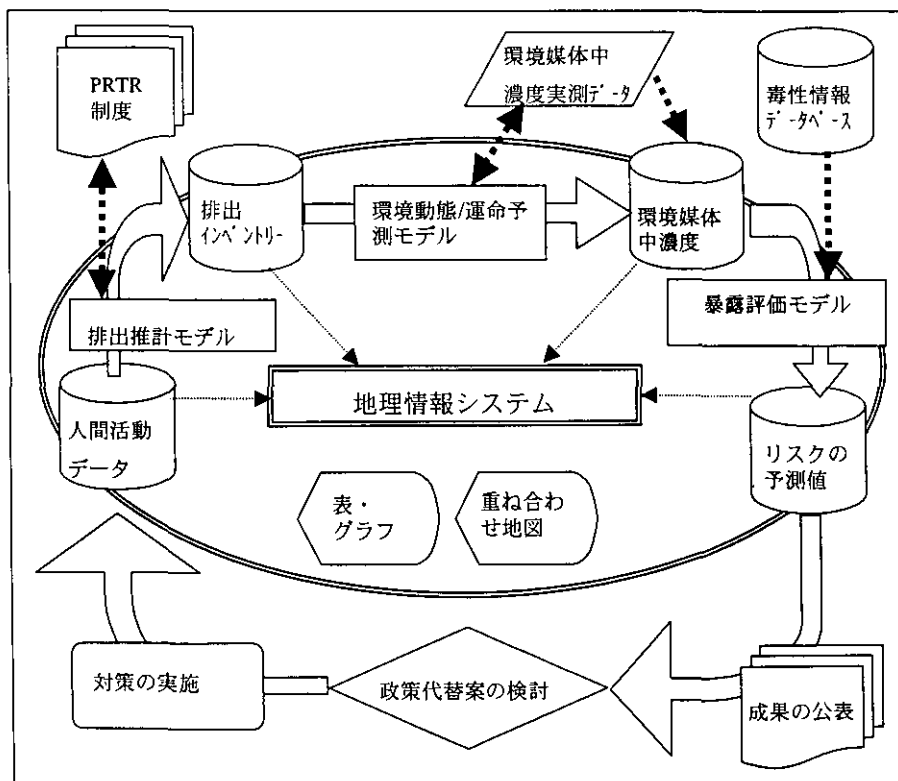 PRTR
制度
環境媒体中
濃度実測ﾃﾞｰﾀ
毒性情報
ﾃﾞｰﾀﾍﾞｰｽ
排出
ｲﾝﾍﾞﾝﾄﾘｰ
環境動態/運命予
測モデル
環境媒体
中濃度
排出推計モデル
暴露評価モデル
地理情報システム
人間活動
データ
リスクの
予測値
表・
グラフ
重ね合わ
せ地図
対策の実施
政策代替案の検討
成果の公表